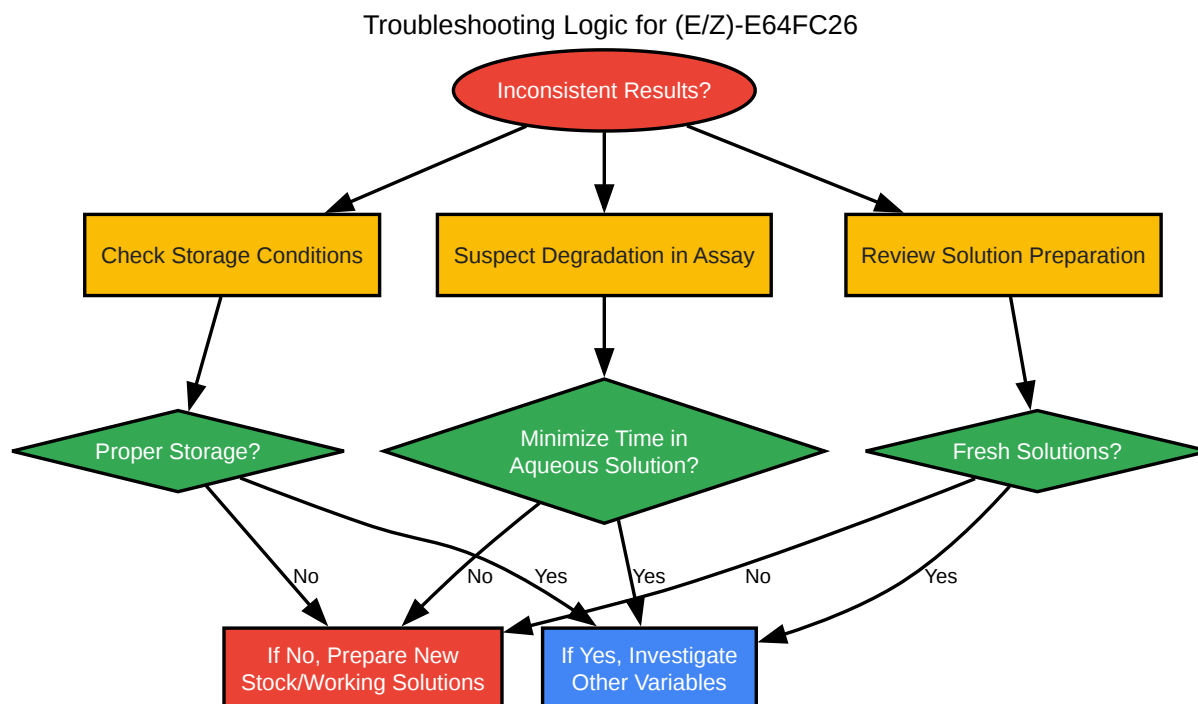 Troubleshooting Logic for (E/Z)-E64FC26
Inconsistent Results?
Check Storage Conditions
Suspect Degradation in Assay
Review Solution Preparation
Proper Storage?
Minimize Time in
Aqueous Solution?
Fresh Solutions?
No
No
Yes
Yes
No
Yes
If No, Prepare New
Stock/Working Solutions
If Yes, Investigate
Other Variables